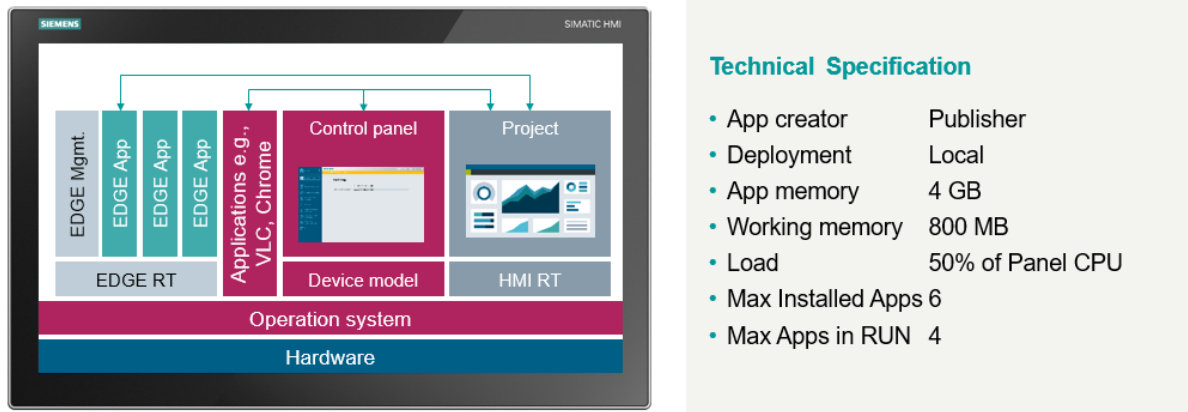 SIEMENS
SIMATIC HMI
EDGE Mgmt.
EDGE App
EDGE App
EDGE App
Applications e.g.,
VLC, Chrome
Control panel
Project
EDGE RT
Device model
HMI RT
Operation system
Hardware
Technical Specification
• App creator Publisher
• Deployment Local
• App memory 4 GB
• Working memory 800 MB
• Load 50% of Panel CPU
• Max Installed Apps 6
• Max Apps in RUN 4